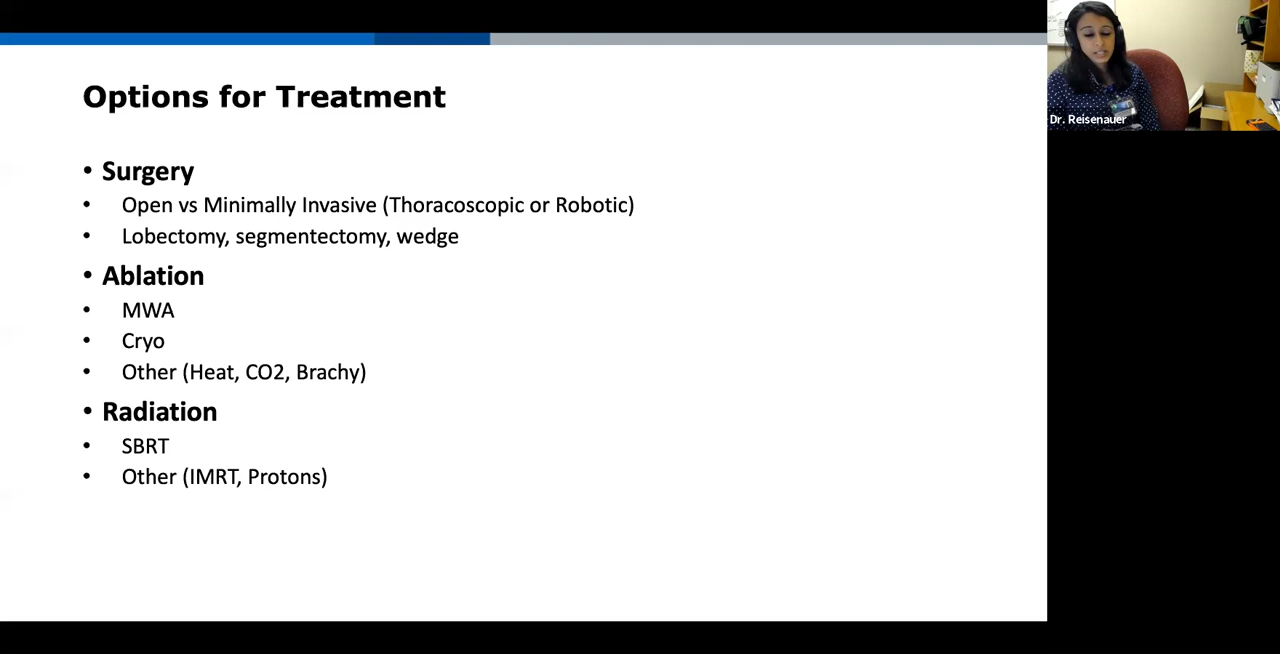 Options for Treatment
• Surgery
• Open vs Minimally Invasive (Thoracoscopic or Robotic)
• Lobectomy, segmentectomy, wedge
• Ablation
• MWA
• Cryo
• Other (Heat, CO2, Brachy)
• Radiation
• SBRT
• Other (IMRT, Protons)
Dr. Reisenauer